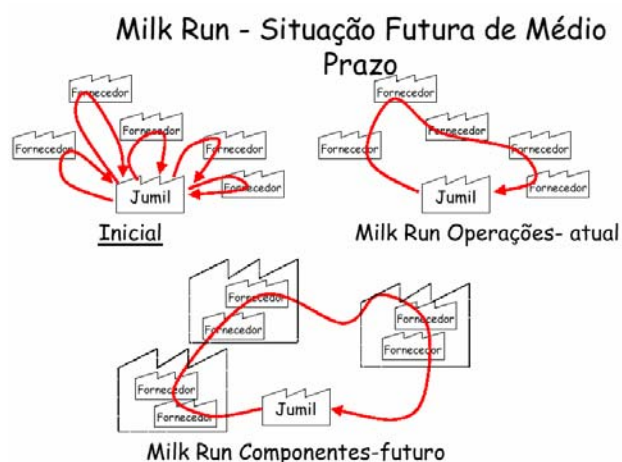 Milk Run - Situação Futura de Médio
Prazo
Fornecedor
Fornecedor
Fornecedor
Fornecedor
Fornecedor
Jumil
Inicial
Fornecedor
Fornecedor
Fornecedor
Fornecedor
Fornecedor
Jumil
Milk Run Operações- atual
Fornecedor
Fornecedor
Fornecedor
Fornecedor
Fornecedor
Fornecedor
Jumil
Milk Run Componentes-futuro